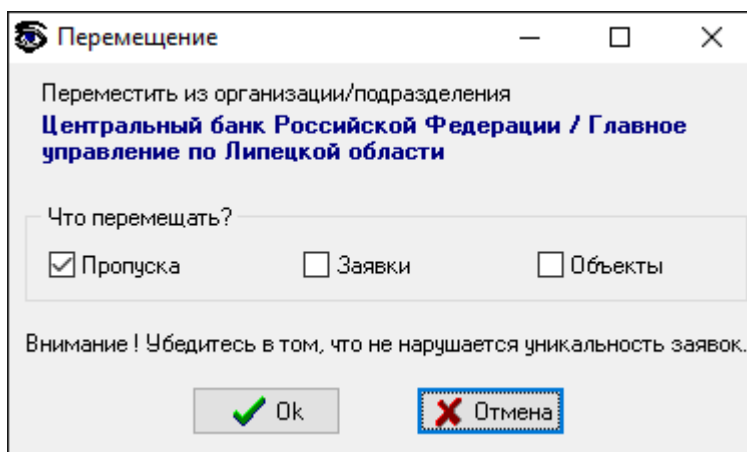 Перемещение
Переместить из организации/подразделения
Центральный банк Российской Федерации / Главное
управление по Липецкой области
Что перемещать?
Пропуска Заявки Объекты
Внимание ! Убедитесь в том, что не нарушается уникальность заявок.
Ok Отмена